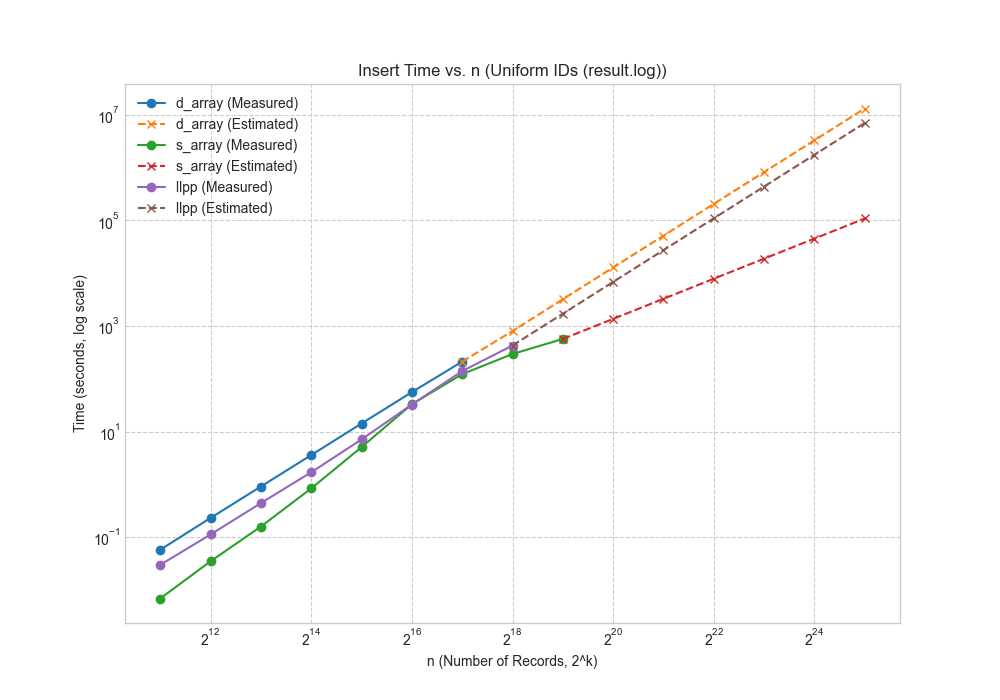 Insert Time vs. n (Uniform IDs (result.log))
d_array (Measured)
d_array (Estimated)
s_array (Measured)
s_array (Estimated)
llpp (Measured)
llpp (Estimated)
10^7
10^5
10^3
10^1
10^−1
Time (seconds, log scale)
2^12 2^14 2^16 2^18 2^20 2^22 2^24
n (Number of Records, 2^k)